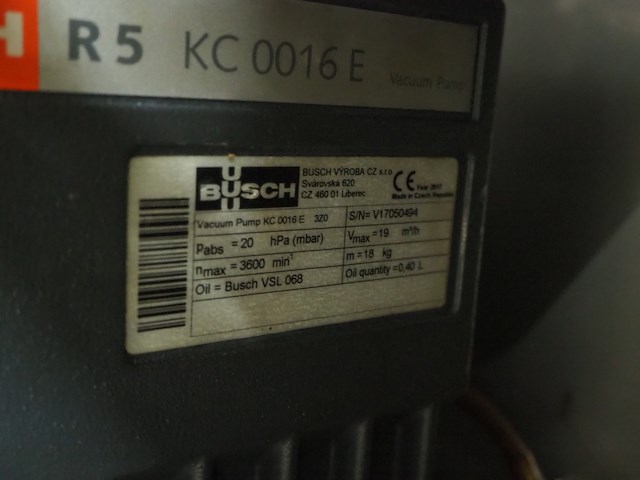 H R 5 KC 0016 E Vacuum Pump
BUSCH
BUSCH VÝROBA CZ s.r.o
Svárovská 620
CZ 460 01 Liberec
CE Year 2017
Made in Czech Republic
Vacuum Pump KC 0016 E 3Z0
S/N= V17050494
Pabs = 20 hPa (mbar)
Vmax = 19 m³/h
nmax = 3600 min⁻¹
m = 18 kg
Oil = Busch VSL 068
Oil quantity = 0,40 L